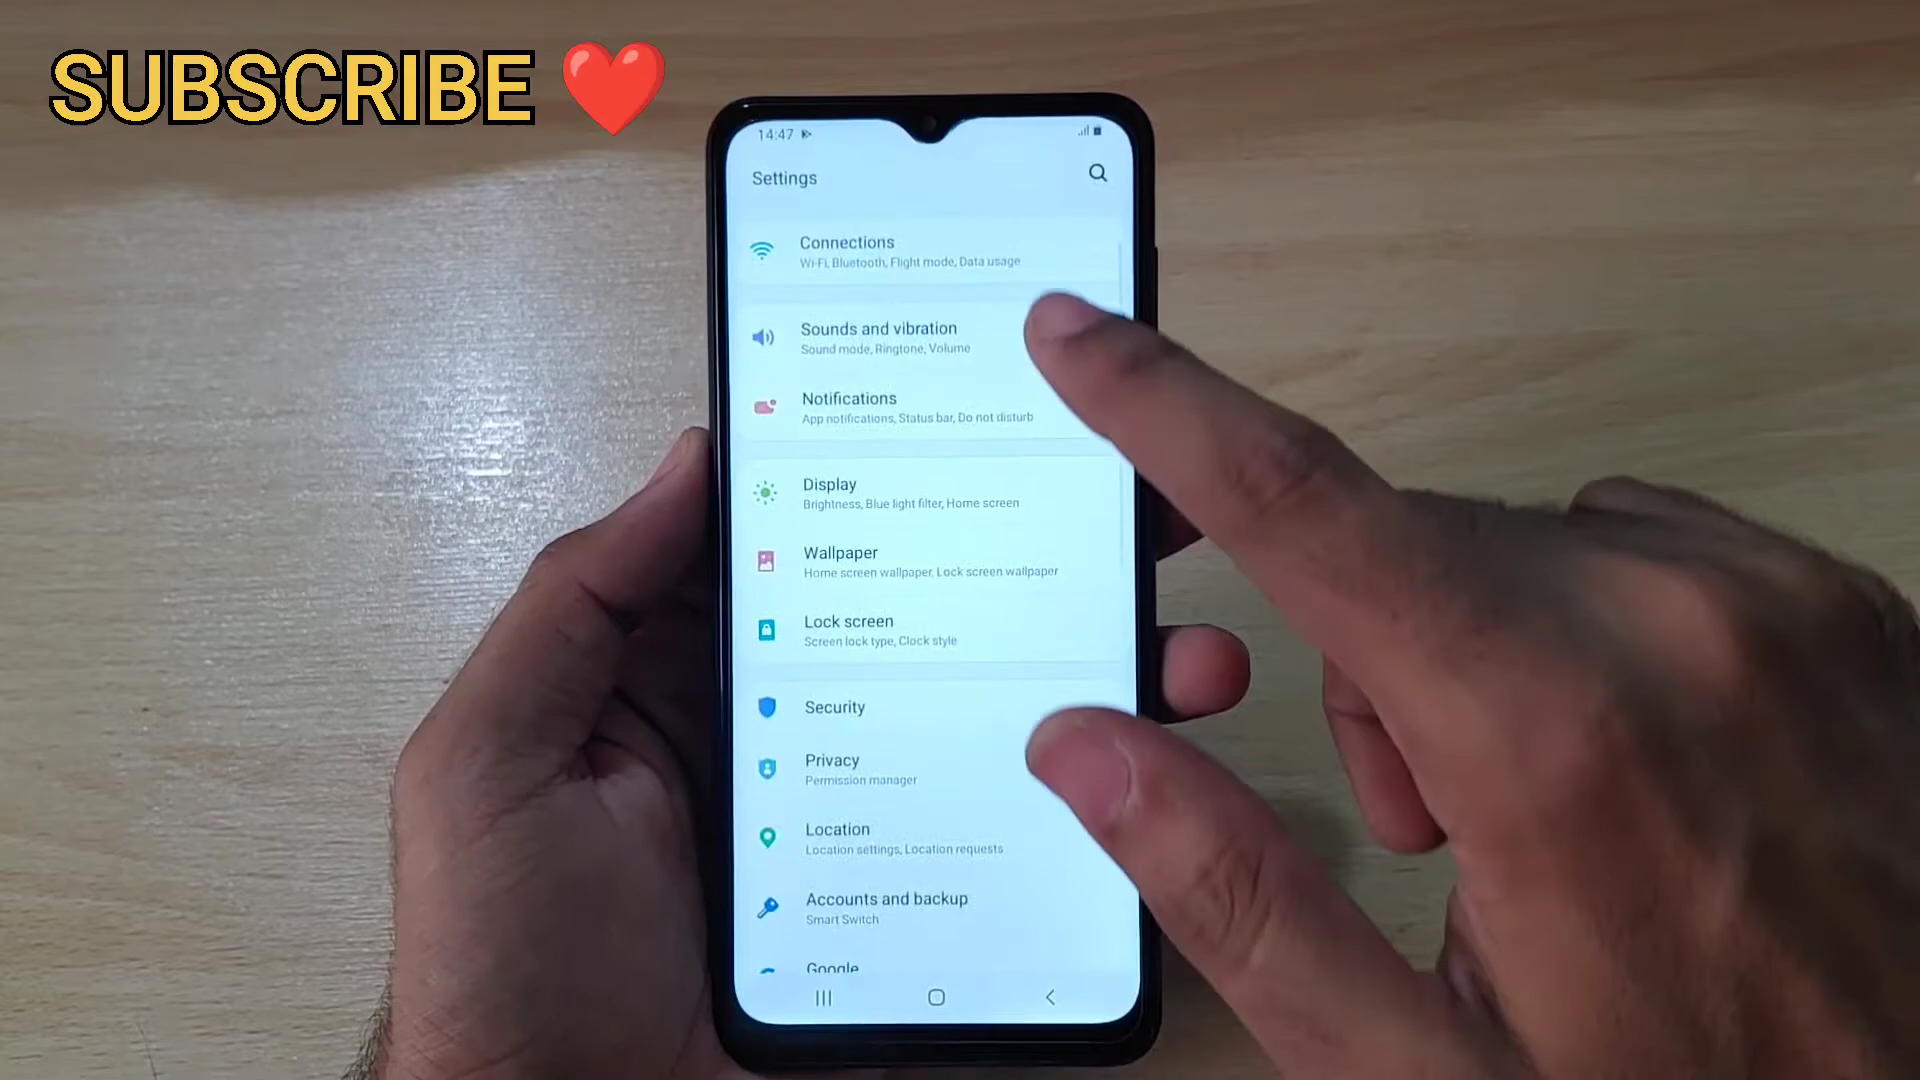 SUBSCRIBE ❤️
14:47
Settings
Connections
Wi-Fi, Bluetooth, Flight mode, Data usage
Sounds and vibration
Sound mode, Ringtone, Volume
Notifications
App notifications, Status bar, Do not disturb
Display
Brightness, Blue light filter, Home screen
Wallpaper
Home screen wallpaper, Lock screen wallpaper
Lock screen
Screen lock type, Clock style
Security
Privacy
Permission manager
Location
Location settings, Location requests
Accounts and backup
Smart Switch
Google